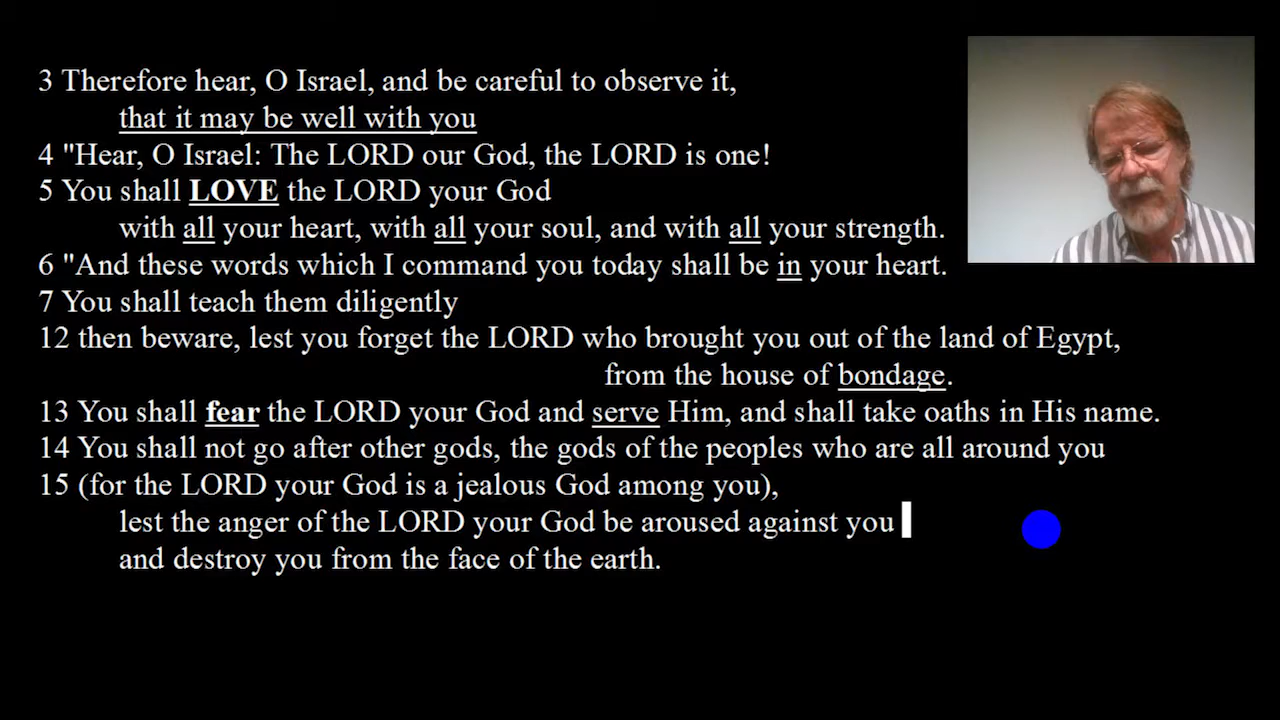 3 Therefore hear, O Israel, and be careful to observe it,
that it may be well with you
4 "Hear, O Israel: The LORD our God, the LORD is one!
5 You shall LOVE the LORD your God
with all your heart, with all your soul, and with all your strength.
6 "And these words which I command you today shall be in your heart.
7 You shall teach them diligently
12 then beware, lest you forget the LORD who brought you out of the land of Egypt,
from the house of bondage.
13 You shall fear the LORD your God and serve Him, and shall take oaths in His name.
14 You shall not go after other gods, the gods of the peoples who are all around you
15 (for the LORD your God is a jealous God among you),
lest the anger of the LORD your God be aroused against you
and destroy you from the face of the earth.